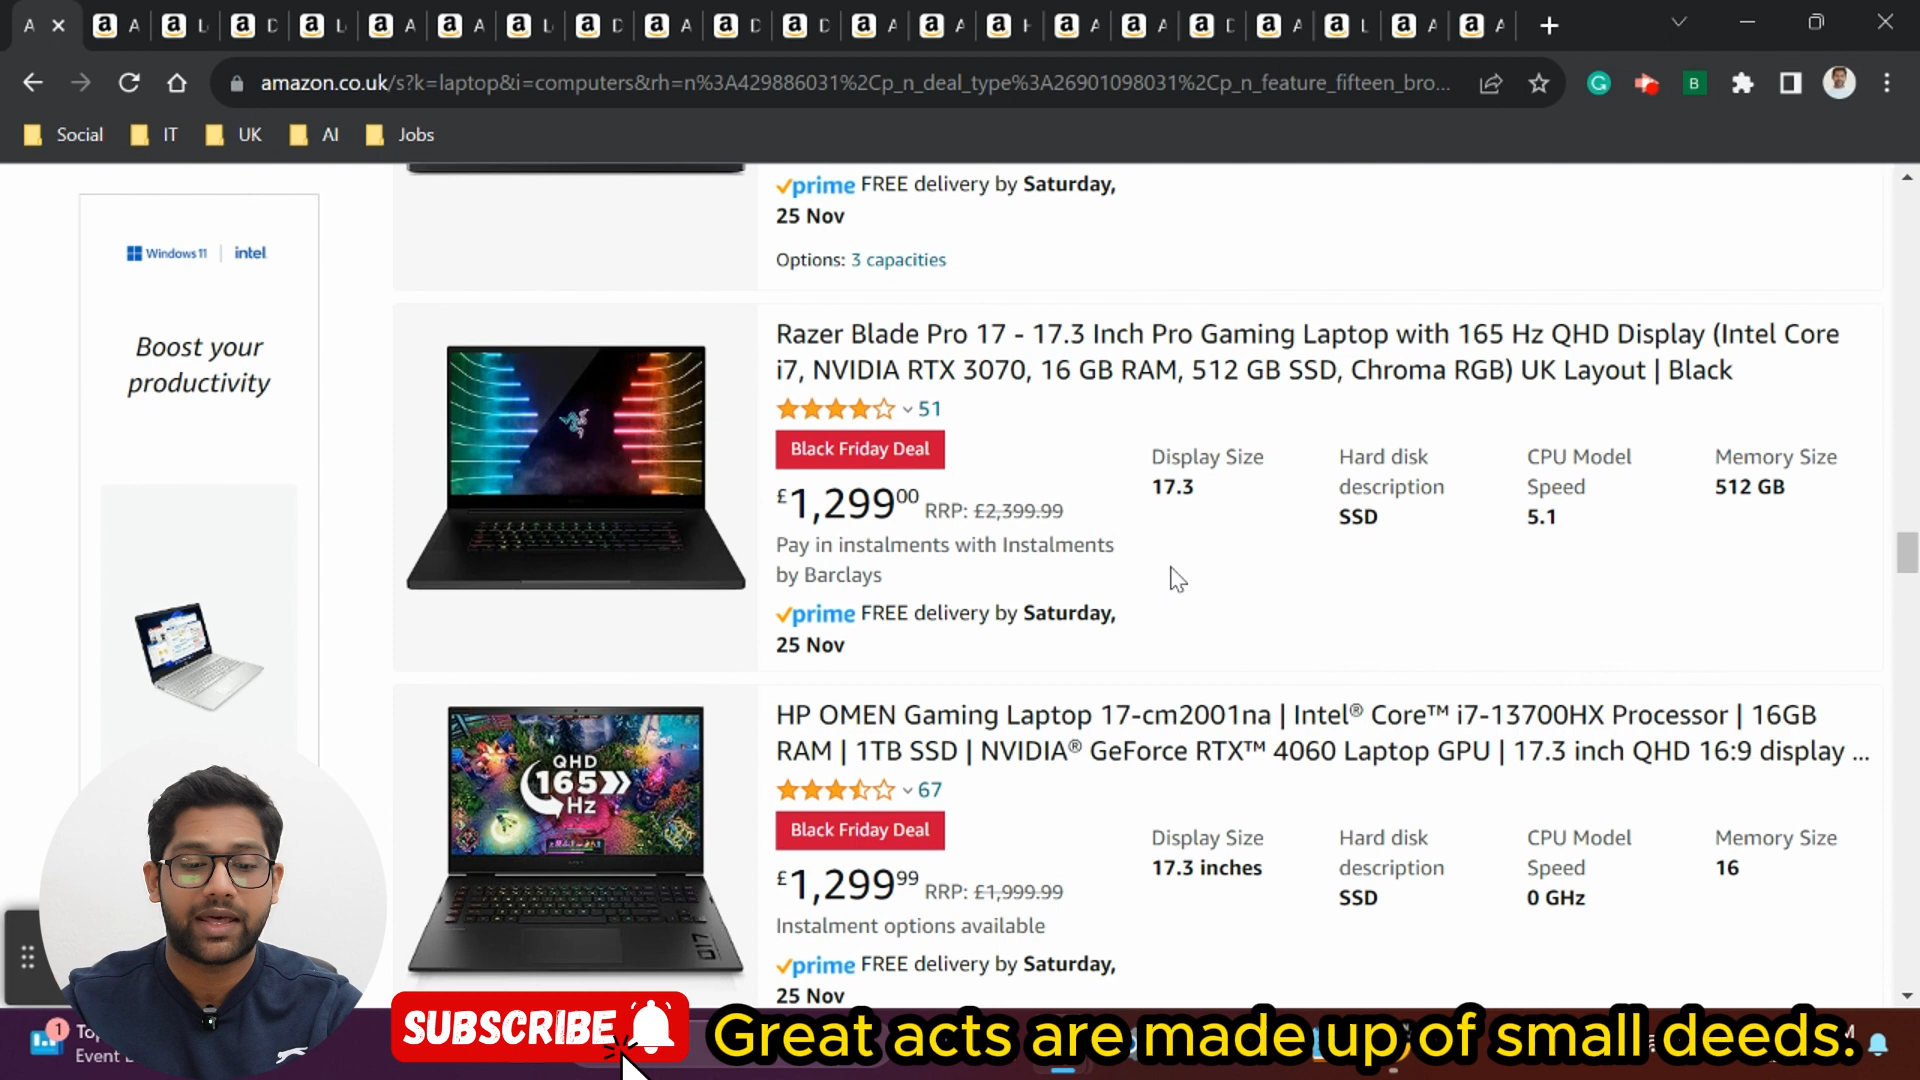 amazon.co.uk/s?k=laptop&i=computers&rh=n%3A429886031%2Cp_n_deal_type%3A26901098031%2Cp_n_feature_fifteen_bro...
Social IT UK AI Jobs
prime FREE delivery by Saturday,
25 Nov
Options: 3 capacities
Windows 11 | intel
Boost your
productivity
Razer Blade Pro 17 - 17.3 Inch Pro Gaming Laptop with 165 Hz QHD Display (Intel Core
i7, NVIDIA RTX 3070, 16 GB RAM, 512 GB SSD, Chroma RGB) UK Layout | Black
51
Black Friday Deal
£1,299.00 RRP: £2,399.99
Pay in instalments with Instalments
by Barclays
prime FREE delivery by Saturday,
25 Nov
Display Size
17.3
Hard disk
description
SSD
CPU Model
Speed
5.1
Memory Size
512 GB
HP OMEN Gaming Laptop 17-cm2001na | Intel® Core™ i7-13700HX Processor | 16GB
RAM | 1TB SSD | NVIDIA® GeForce RTX™ 4060 Laptop GPU | 17.3 inch QHD 16:9 display ...
QHD
165
Hz
67
Black Friday Deal
£1,299.99 RRP: £1,999.99
Instalment options available
prime FREE delivery by Saturday,
25 Nov
Display Size
17.3 inches
Hard disk
description
SSD
CPU Model
Speed
0 GHz
Memory Size
16
1
Event
SUBSCRIBE
Great acts are made up of small deeds.